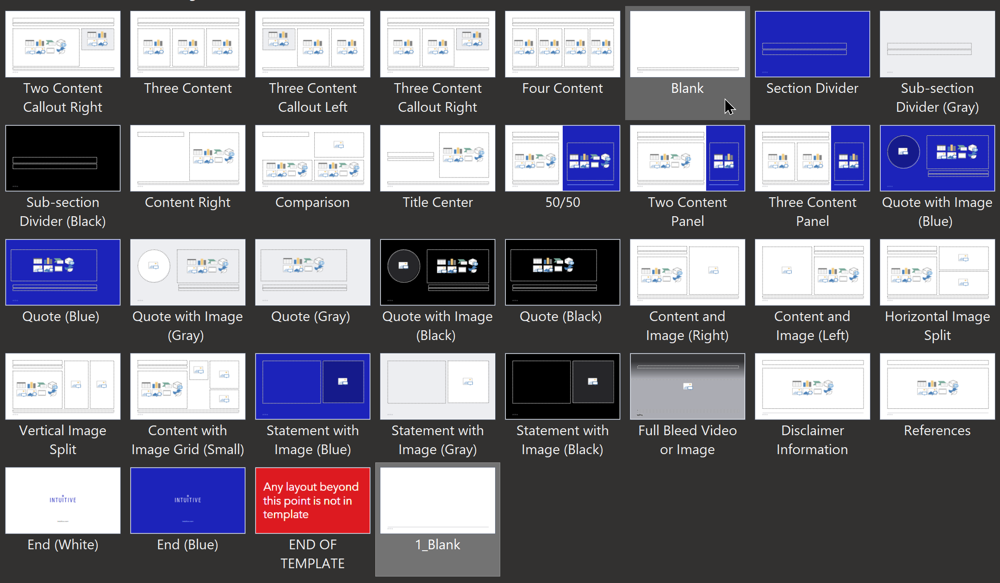 Two Content
Callout Right
Three Content
Three Content
Callout Left
Three Content
Callout Right
Four Content
Blank
Section Divider
Sub-section
Divider (Gray)
Sub-section
Divider (Black)
Content Right
Comparison
Title Center
50/50
Two Content
Panel
Three Content
Panel
Quote with Image
(Blue)
Quote (Blue)
Quote with Image
(Gray)
Quote (Gray)
Quote with Image
(Black)
Quote (Black)
Content and
Image (Right)
Content and
Image (Left)
Horizontal Image
Split
Vertical Image
Split
Content with
Image Grid (Small)
Statement with
Image (Blue)
Statement with
Image (Gray)
Statement with
Image (Black)
Full Bleed Video
or Image
Disclaimer
Information
References
INTUITIVE
End (White)
INTUITIVE
End (Blue)
Any layout beyond
this point is not in
template
END OF
TEMPLATE
1_Blank